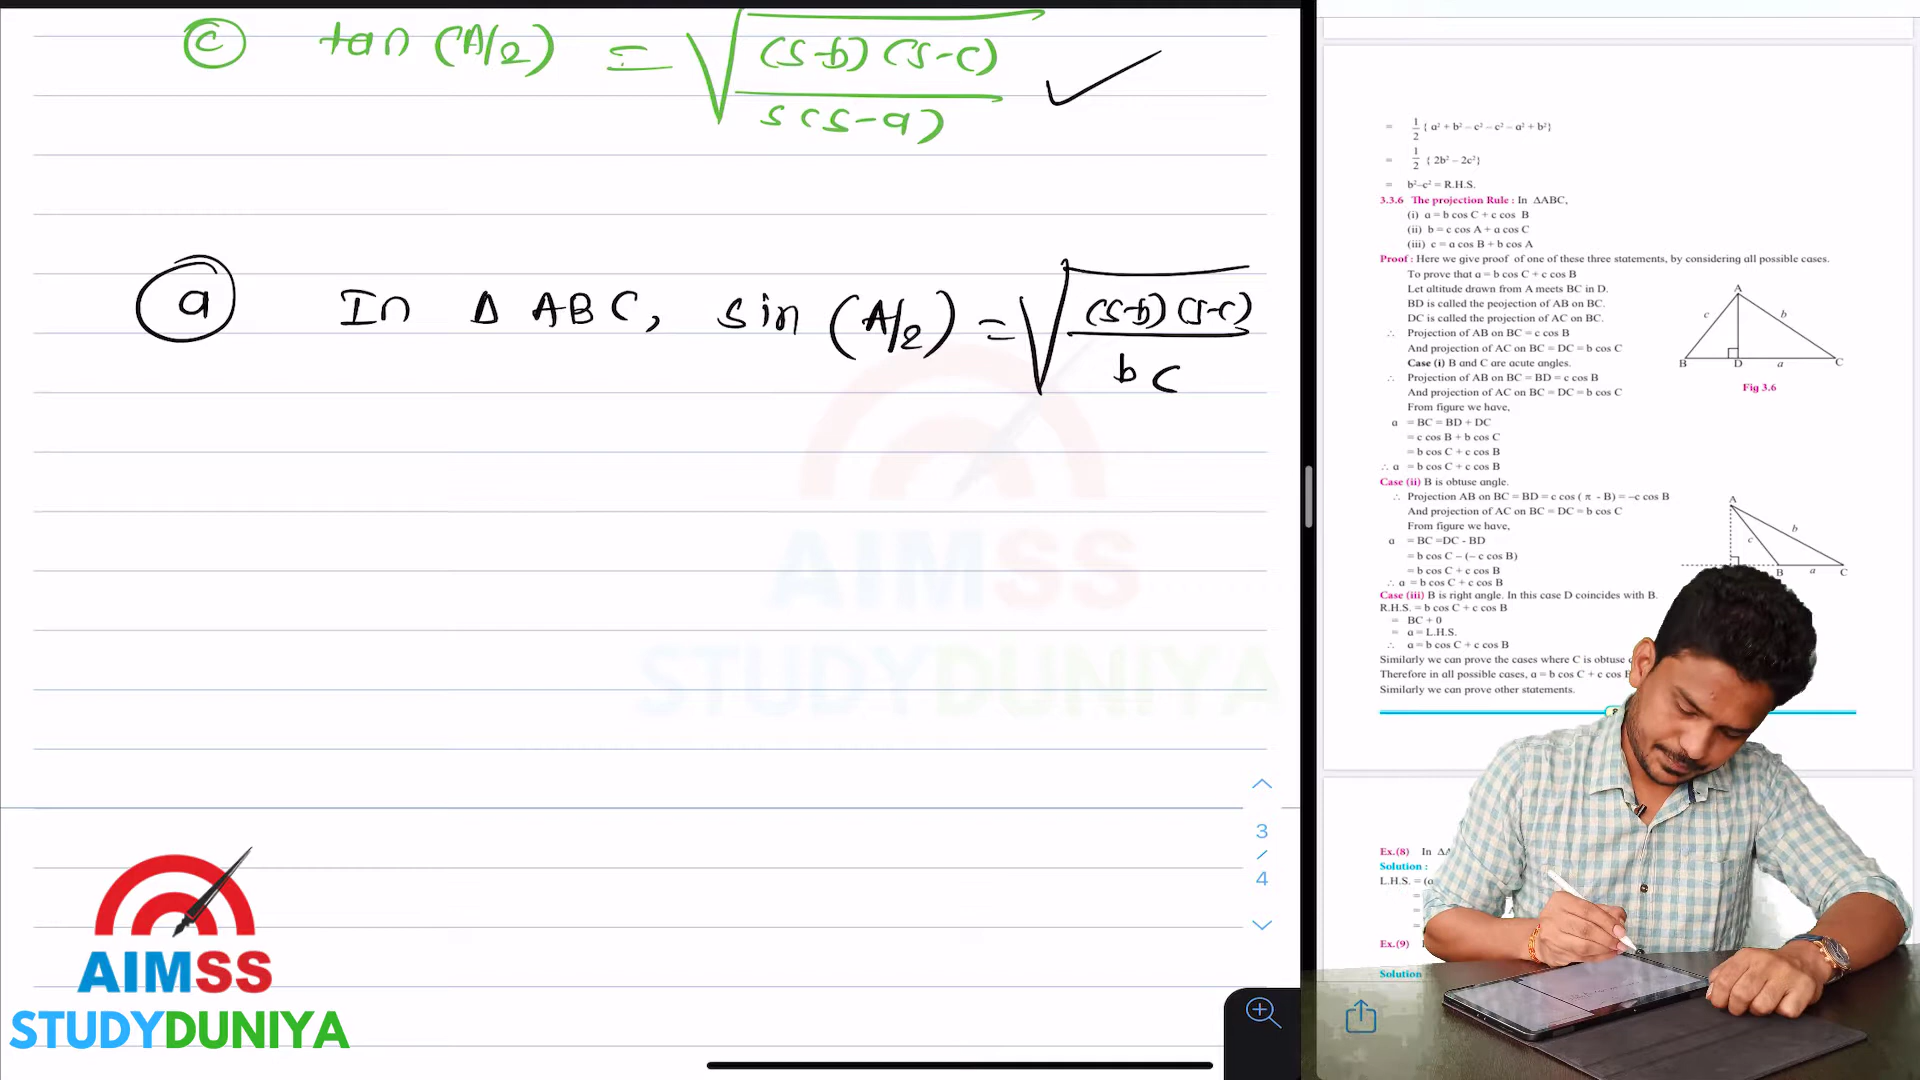 c tan (A/2) = √(s-b)(s-c)
s(s-a)
a In Δ ABC, sin (A/2) = √(s-b)(s-c)
bc
AIMSS
STUDYDUNIYA
3
4
AIMSS
STUDYDUNIYA
= 1/2 { a² + b² – c² – c² – a² + b²}
= 1/2 { 2b² – 2c²}
= b²–c² = R.H.S.
3.3.6 The projection Rule : In ΔABC,
(i) a = b cos C + c cos B
(ii) b = c cos A + a cos C
(iii) c = a cos B + b cos A
Proof : Here we give proof of one of these three statements, by considering all possible cases.
To prove that a = b cos C + c cos B
Let altitude drawn from A meets BC in D.
BD is called the peojection of AB on BC.
DC is called the projection of AC on BC.
∴ Projection of AB on BC = c cos B
And projection of AC on BC = DC = b cos C
Case (i) B and C are acute angles.
∴ Projection of AB on BC = BD = c cos B
And projection of AC on BC = DC = b cos C
From figure we have,
a = BC = BD + DC
= c cos B + b cos C
= b cos C + c cos B
∴ a = b cos C + c cos B
A
c b
B D a C
Fig 3.6
Case (ii) B is obtuse angle.
∴ Projection AB on BC = BD = c cos ( π - B) = –c cos B
And projection of AC on BC = DC = b cos C
From figure we have,
a = BC =DC - BD
= b cos C – (– c cos B)
= b cos C + c cos B
∴ a = b cos C + c cos B
A
b
c
B a C
Case (iii) B is right angle. In this case D coincides with B.
R.H.S. = b cos C + c cos B
= BC + 0
= a = L.H.S.
∴ a = b cos C + c cos B
Similarly we can prove the cases where C is obtuse
Therefore in all possible cases, a = b cos C + c cos
Similarly we can prove other statements.
Ex.(8) In ΔA
Solution :
L.H.S. = (a
=
=
=
Ex.(9)
Solution